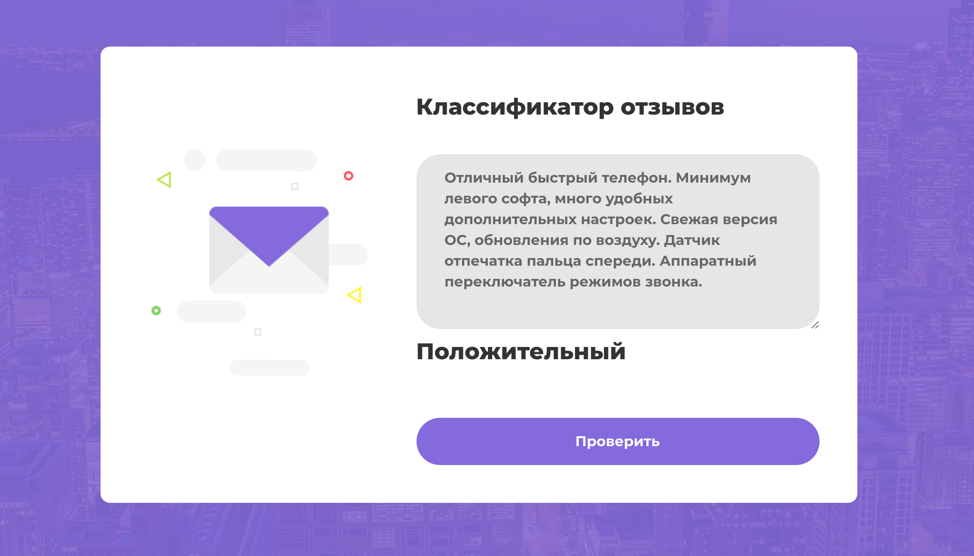 Классификатор отзывов
Отличный быстрый телефон. Минимум
левого софта, много удобных
дополнительных настроек. Свежая версия
ОС, обновления по воздуху. Датчик
отпечатка пальца спереди. Аппаратный
переключатель режимов звонка.
Положительный
Проверить